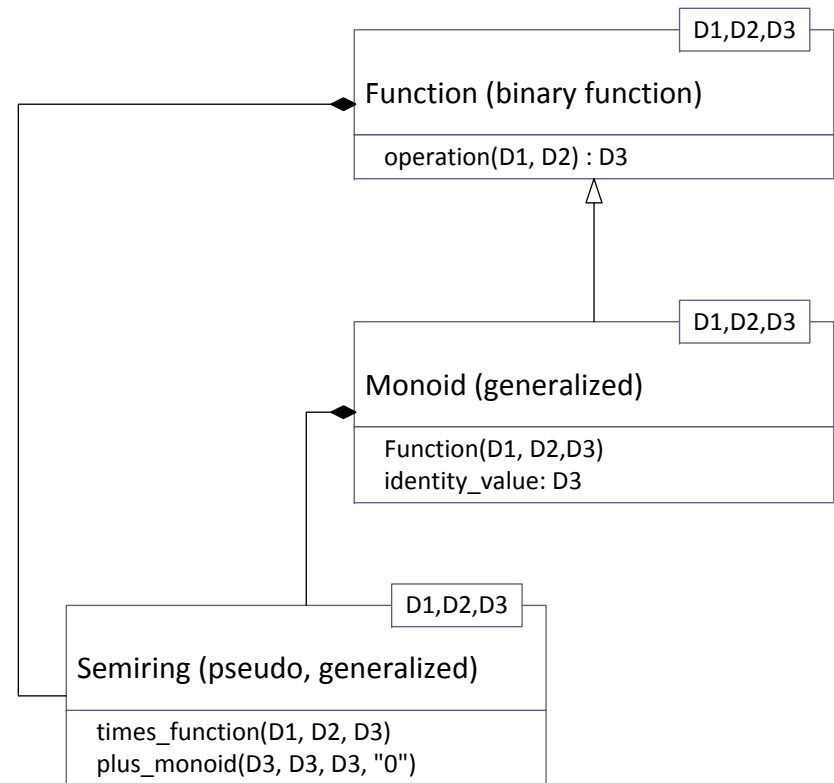 D1,D2,D3
Function (binary function)
operation(D1, D2) : D3
D1,D2,D3
Monoid (generalized)
Function(D1, D2,D3)
identity_value: D3
D1,D2,D3
Semiring (pseudo, generalized)
times_function(D1, D2, D3)
plus_monoid(D3, D3, D3, "0")